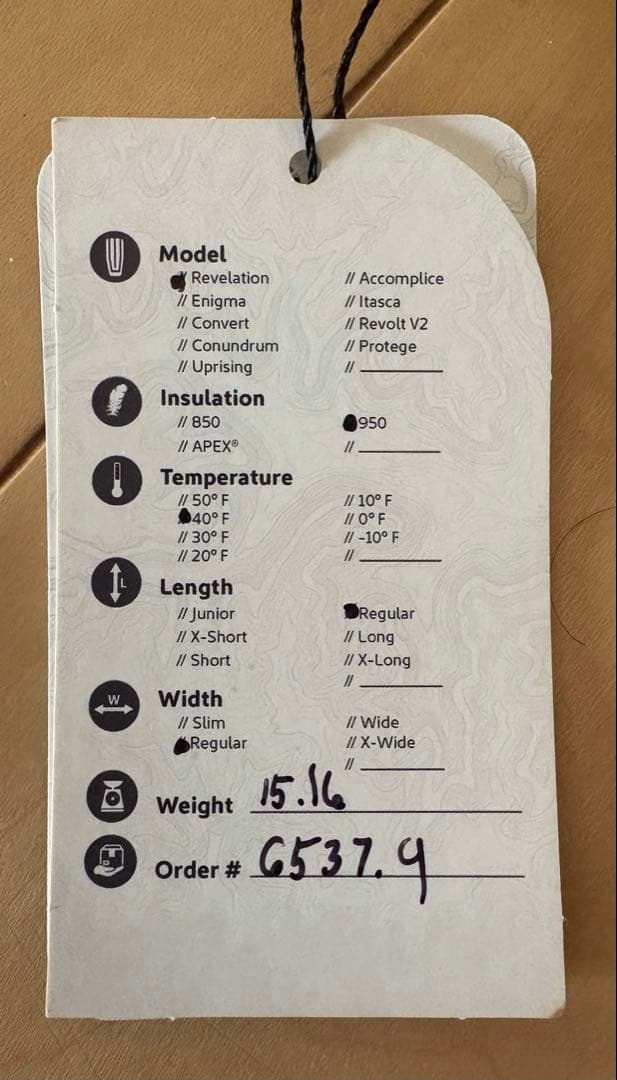 Model
// Revelation // Accomplice
// Enigma // Itasca
// Convert // Revolt V2
// Conundrum // Protege
// Uprising //
Insulation
// 850 950
// APEX® //
Temperature
// 50° F // 10° F
40° F // 0° F
// 30° F // -10° F
// 20° F //
L Length
// Junior Regular
// X-Short // Long
// Short // X-Long
//
W Width
// Slim // Wide
Regular // X-Wide
//
Weight 15.16
Order # 6537.9